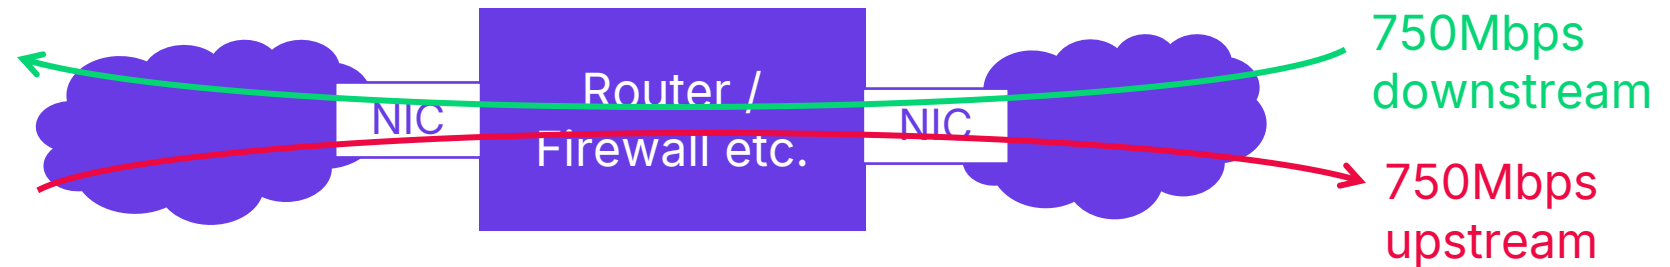 NIC
Router /
Firewall etc.
NIC
750Mbps
downstream
750Mbps
upstream